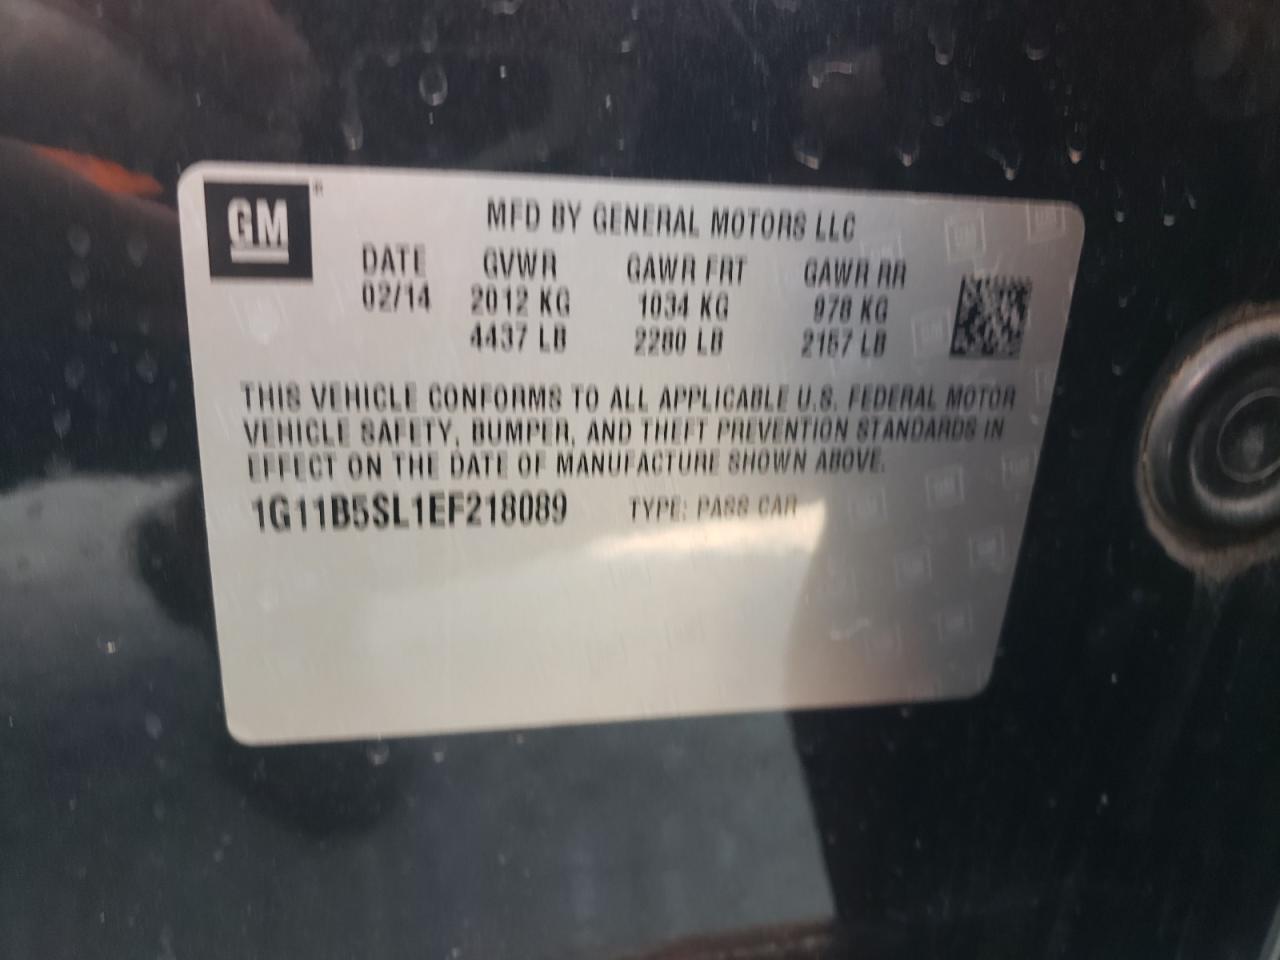 GM®
MFD BY GENERAL MOTORS LLC
DATE GVWR GAWR FRT GAWR RR
02/14 2012 KG 1034 KG 978 KG
4437 LB 2280 LB 2157 LB
THIS VEHICLE CONFORMS TO ALL APPLICABLE U.S. FEDERAL MOTOR
VEHICLE SAFETY, BUMPER, AND THEFT PREVENTION STANDARDS IN
EFFECT ON THE DATE OF MANUFACTURE SHOWN ABOVE.
1G11B5SL1EF218089 TYPE: PASS CAR